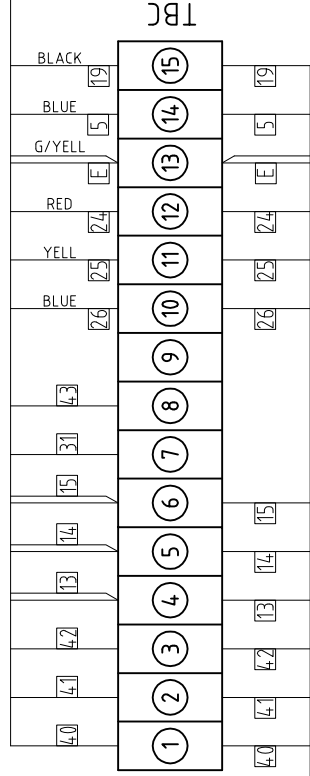 TBC
BLACK
19 15 19
BLUE
5 14 5
G/YELL
E 13 E
RED
24 12 24
YELL
25 11 25
BLUE
26 10 26
9
43 8
31 7
15 6 15
14 5 14
13 4 13
42 3 42
41 2 41
40 1 40